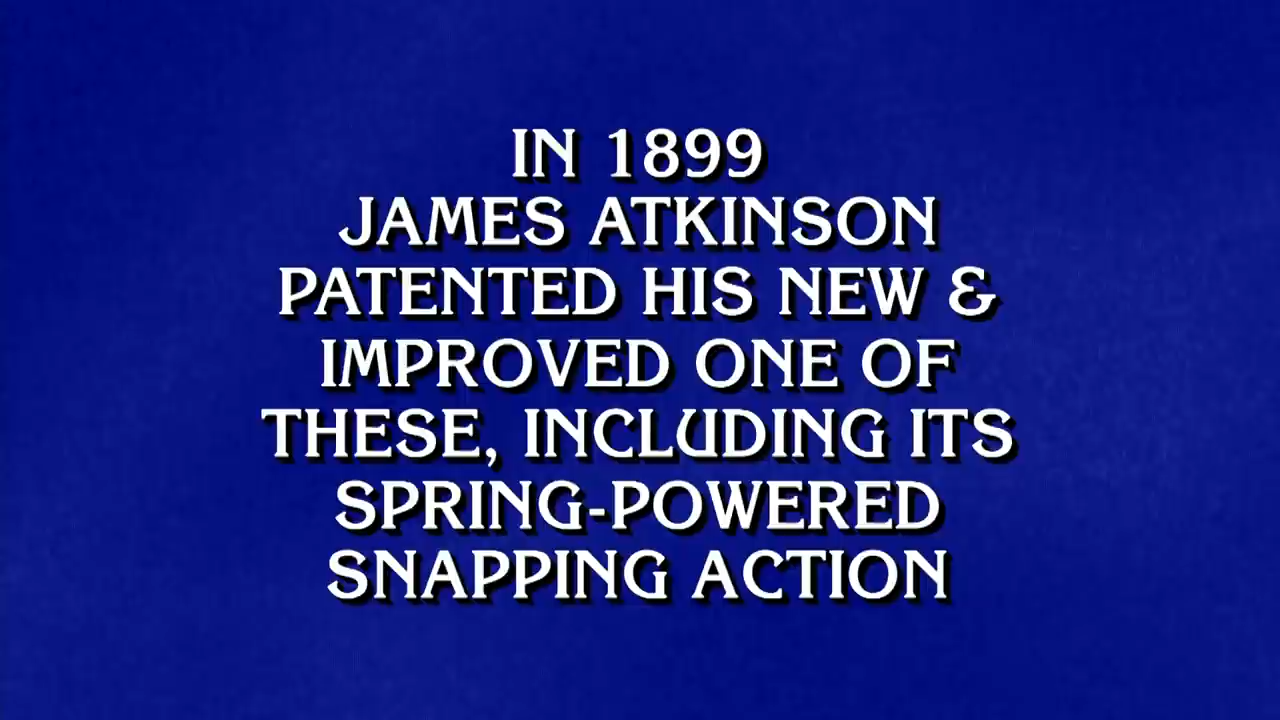 IN 1899
JAMES ATKINSON
PATENTED HIS NEW &
IMPROVED ONE OF
THESE, INCLUDING ITS
SPRING-POWERED
SNAPPING ACTION